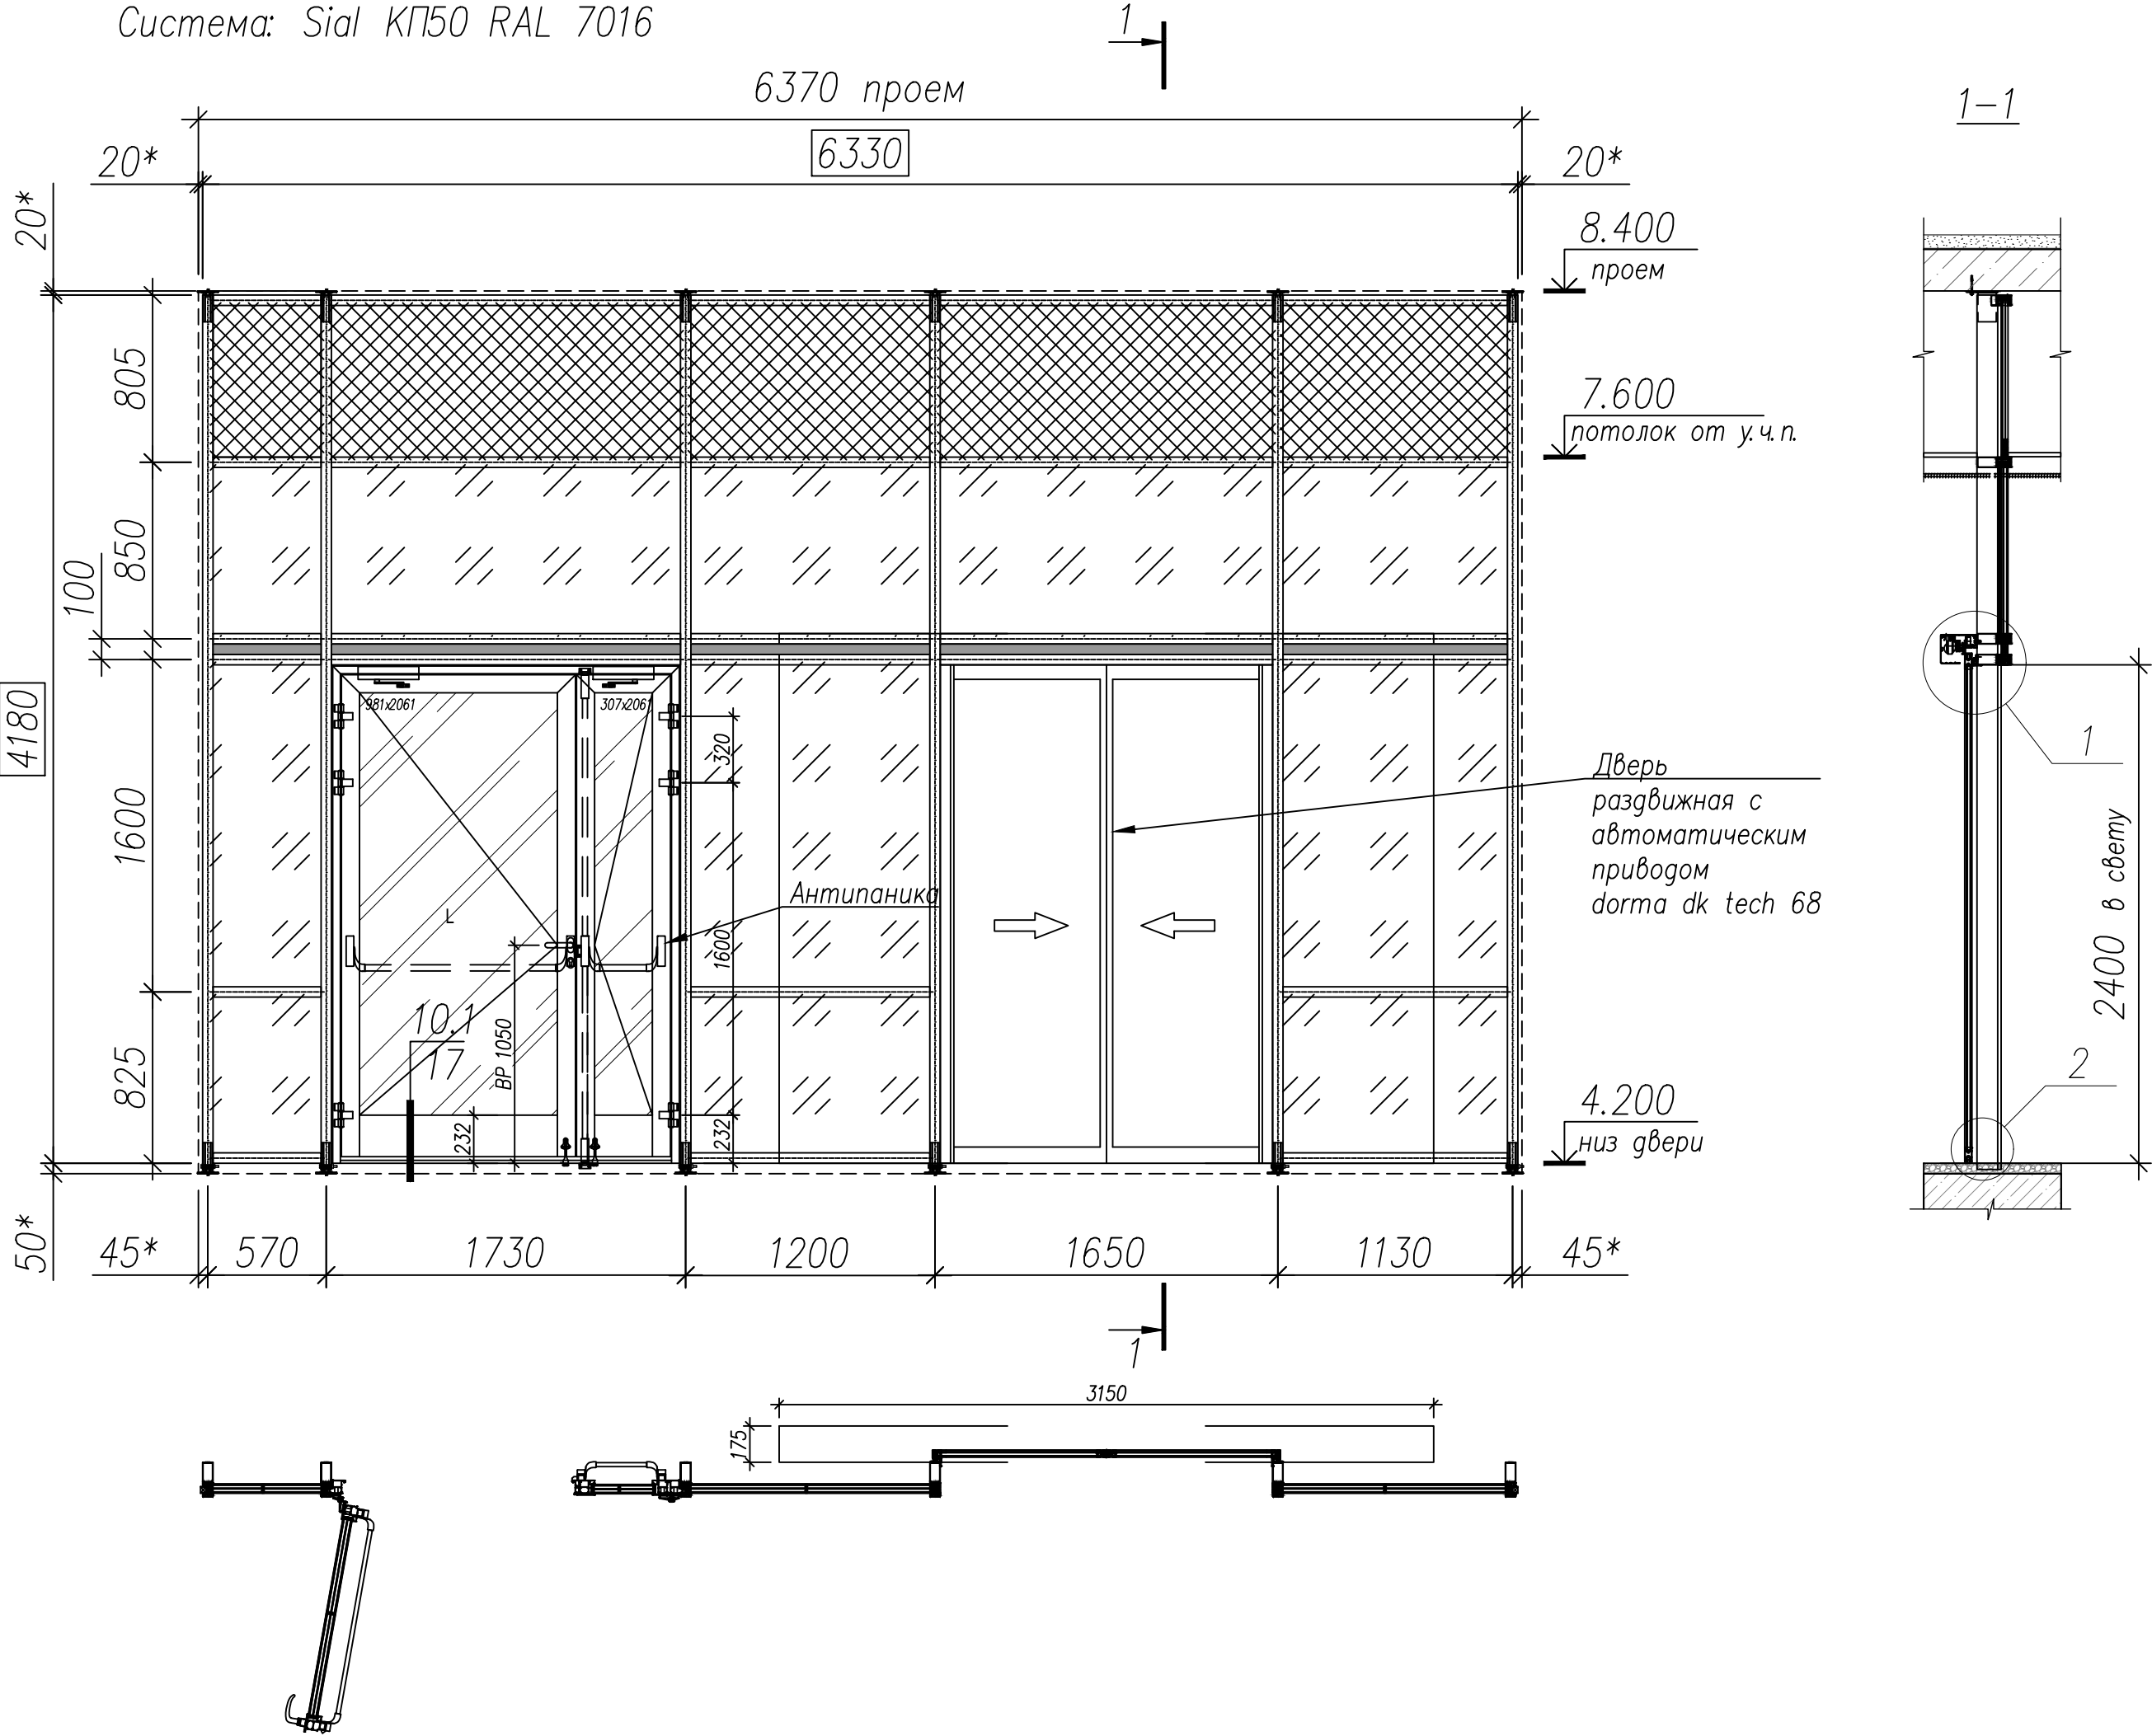 Система: Sial КП50 RAL 7016
1
6370 проем
1-1
6330
20*
20*
20*
8.400
проем
805
7.600
потолок от у.ч.п.
850
100
4180
981х2061
307х2061
320
1
Дверь
раздвижная с
автоматическим
приводом
dorma dk tech 68
1600
Антипаника
L
1600
2400 в свету
10.1
17
ВР 1050
825
232
232
2
4.200
низ двери
50*
45*
570
1730
1200
1650
1130
45*
1
3150
175